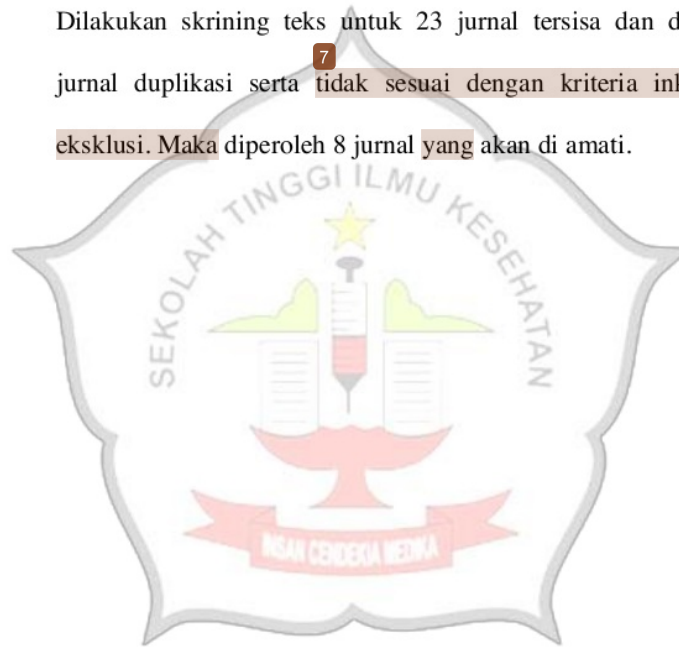 Dilakukan skrining teks untuk 23 jurnal tersisa dan
7
jurnal duplikasi serta tidak sesuai dengan kriteria
eksklusi. Maka diperoleh 8 jurnal yang akan di amati.
SEKOLAH TINGGI ILMU KESEHATAN
INSAN CENDEKIA MEDIKA